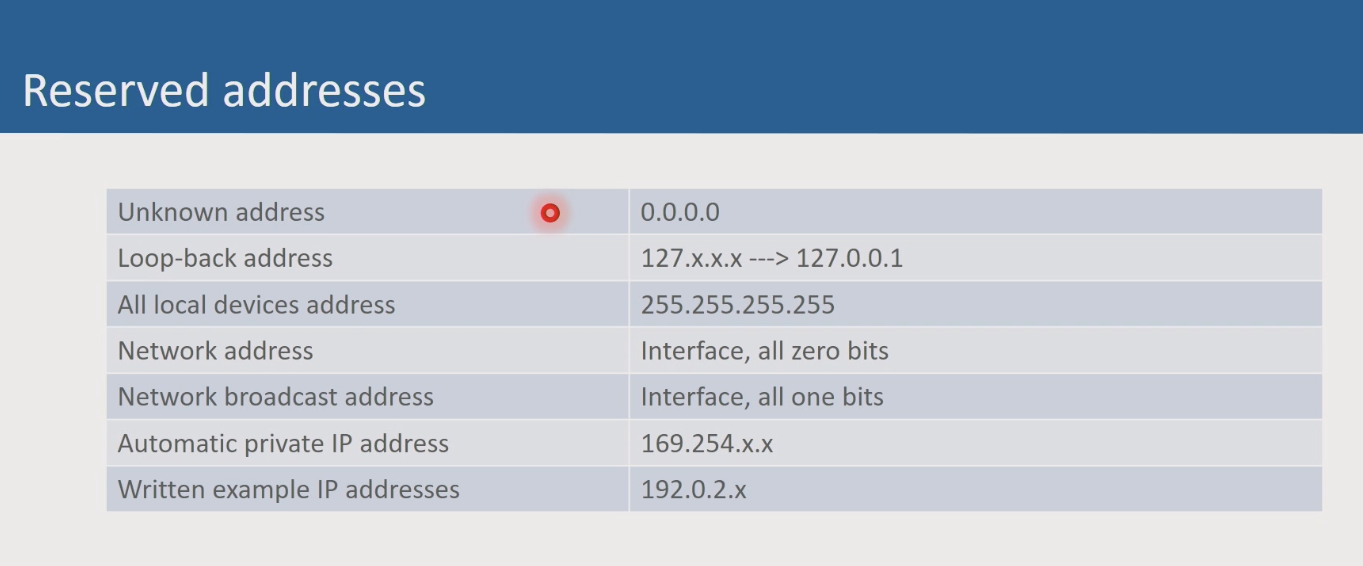 Reserved addresses
Unknown address 0.0.0.0
Loop-back address 127.x.x.x ---> 127.0.0.1
All local devices address 255.255.255.255
Network address Interface, all zero bits
Network broadcast address Interface, all one bits
Automatic private IP address 169.254.x.x
Written example IP addresses 192.0.2.x